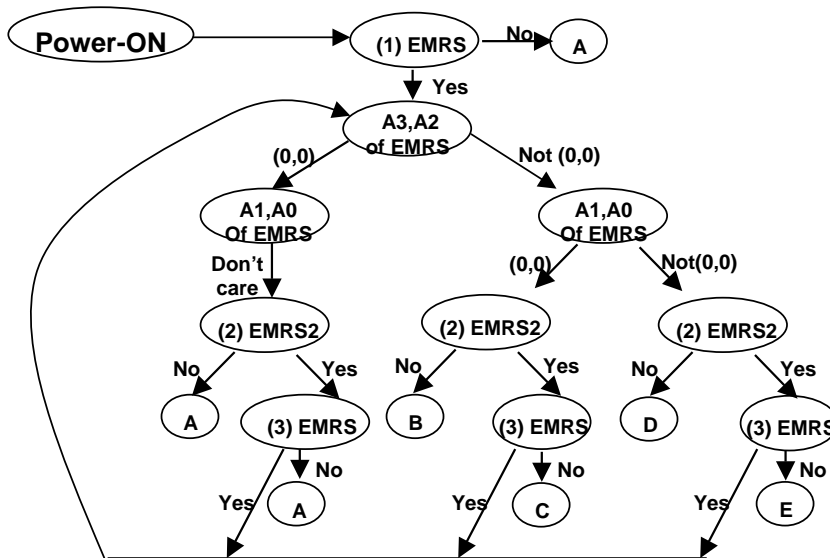 Power-ON
(1) EMRS
No
A
Yes
A3,A2
of EMRS
(0,0)
Not (0,0)
A1,A0
Of EMRS
A1,A0
Of EMRS
Don't
care
(0,0)
Not(0,0)
(2) EMRS2
(2) EMRS2
(2) EMRS2
No
Yes
No
Yes
No
Yes
A
(3) EMRS
B
(3) EMRS
D
(3) EMRS
Yes
No
Yes
No
Yes
No
A
C
E